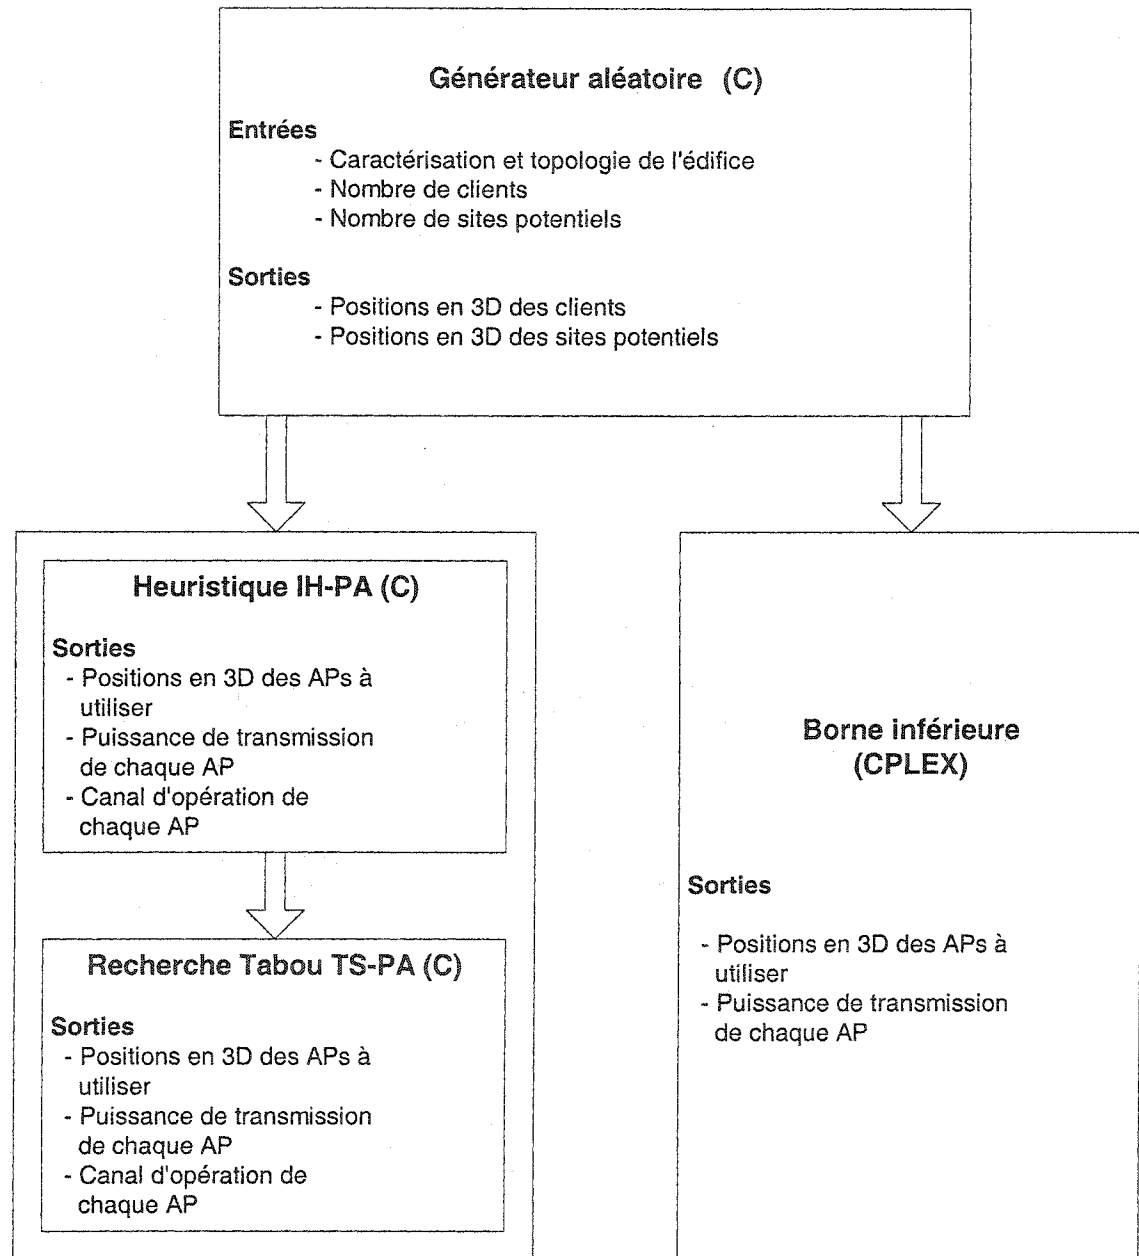 Générateur aléatoire (C)
Entrées
- Caractérisation et topologie de l'édifice
- Nombre de clients
- Nombre de sites potentiels
Sorties
- Positions en 3D des clients
- Positions en 3D des sites potentiels
Heuristique IH-PA (C)
Sorties
- Positions en 3D des APs à
utiliser
- Puissance de transmission
de chaque AP
- Canal d'opération de
chaque AP
Recherche Tabou TS-PA (C)
Sorties
- Positions en 3D des APs à
utiliser
- Puissance de transmission
de chaque AP
- Canal d'opération de
chaque AP
Borne inférieure
(CPLEX)
Sorties
- Positions en 3D des APs à
utiliser
- Puissance de transmission
de chaque AP